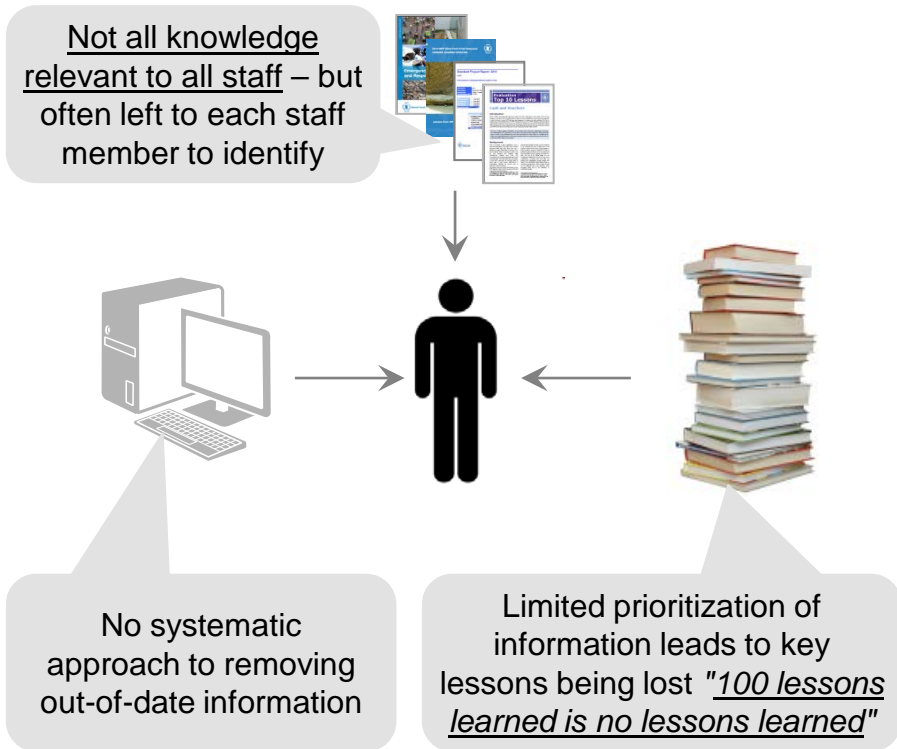 Not all knowledge
relevant to all staff – but
often left to each staff
member to identify
Evaluation
Top 10 Lessons
No systematic
approach to removing
out-of-date information
Limited prioritization of
information leads to key
lessons being lost "100 lessons
learned is no lessons learned"